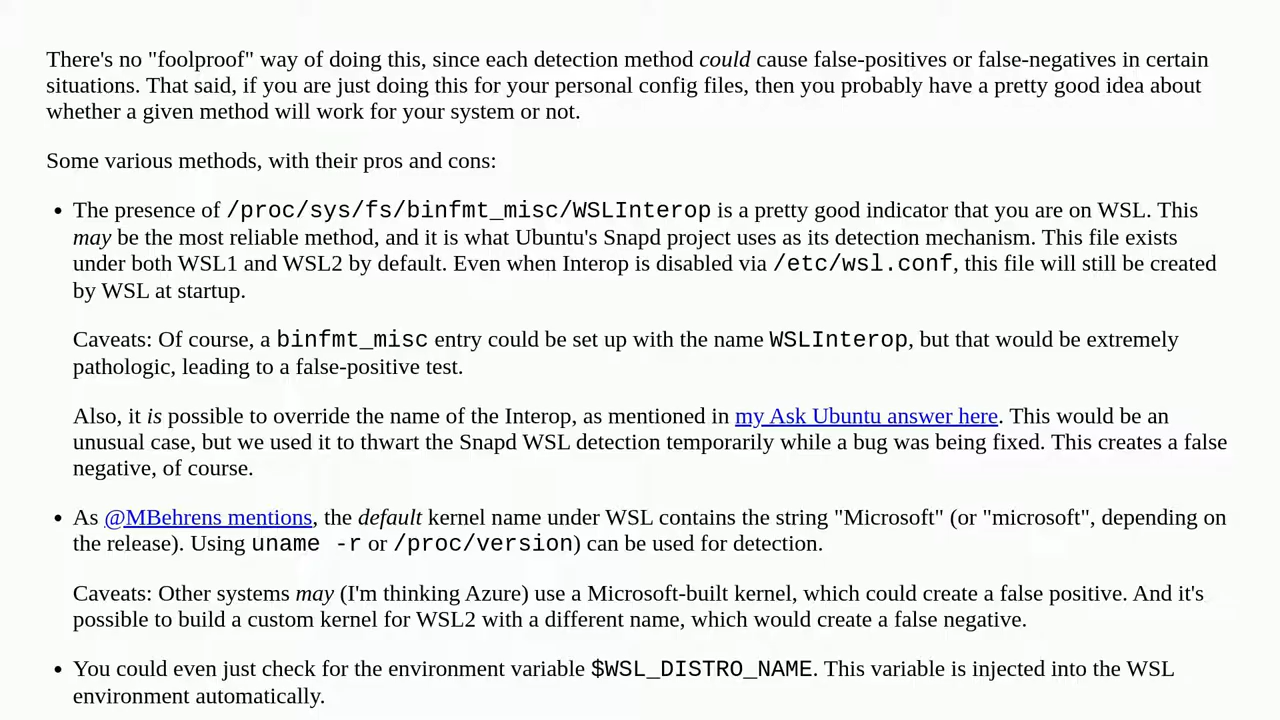 There's no "foolproof" way of doing this, since each detection method could cause false-positives or false-negatives in certain
situations. That said, if you are just doing this for your personal config files, then you probably have a pretty good idea about
whether a given method will work for your system or not.
Some various methods, with their pros and cons:
• The presence of /proc/sys/fs/binfmt_misc/WSLInterop is a pretty good indicator that you are on WSL. This
may be the most reliable method, and it is what Ubuntu's Snapd project uses as its detection mechanism. This file exists
under both WSL1 and WSL2 by default. Even when Interop is disabled via /etc/wsl.conf, this file will still be created
by WSL at startup.
Caveats: Of course, a binfmt_misc entry could be set up with the name WSLInterop, but that would be extremely
pathologic, leading to a false-positive test.
Also, it is possible to override the name of the Interop, as mentioned in my Ask Ubuntu answer here. This would be an
unusual case, but we used it to thwart the Snapd WSL detection temporarily while a bug was being fixed. This creates a false
negative, of course.
• As @MBehrens mentions, the default kernel name under WSL contains the string "Microsoft" (or "microsoft", depending on
the release). Using uname -r or /proc/version) can be used for detection.
Caveats: Other systems may (I'm thinking Azure) use a Microsoft-built kernel, which could create a false positive. And it's
possible to build a custom kernel for WSL2 with a different name, which would create a false negative.
• You could even just check for the environment variable $WSL_DISTRO_NAME. This variable is injected into the WSL
environment automatically.